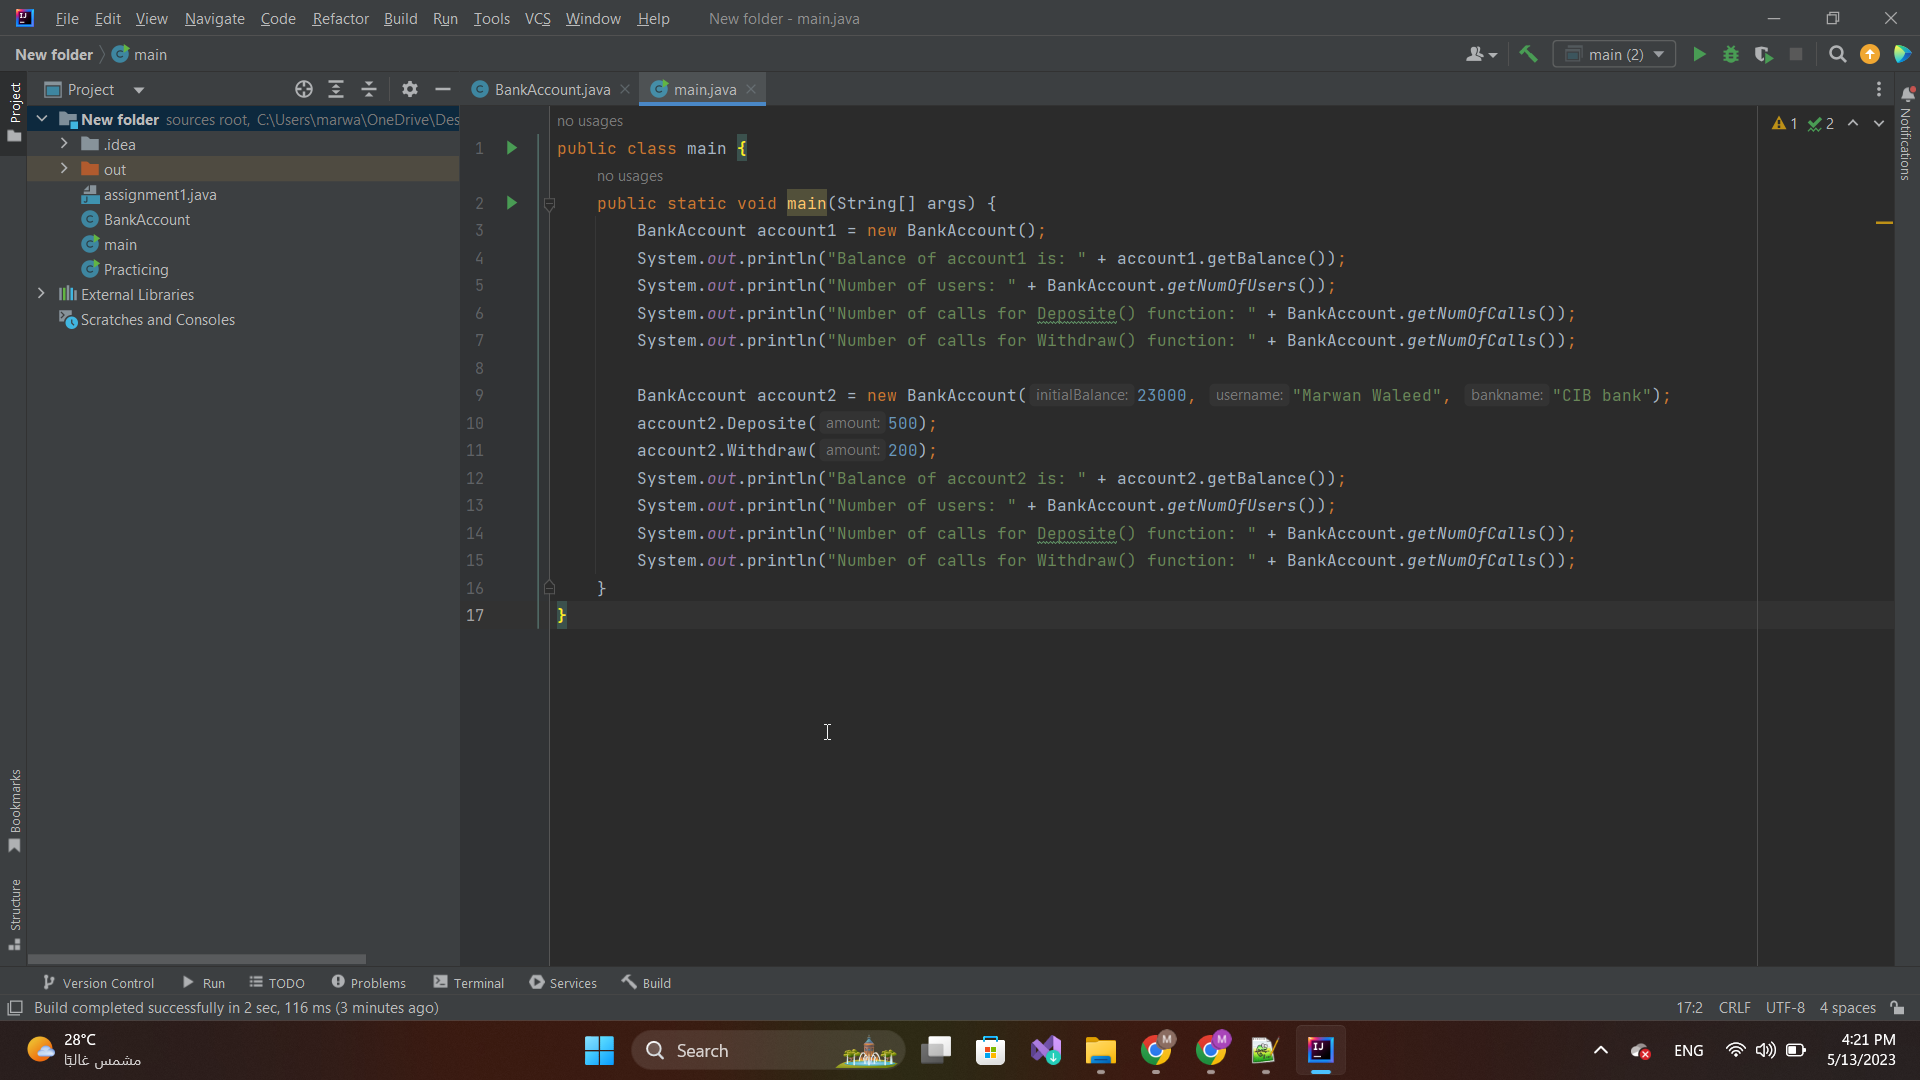 File Edit View Navigate Code Refactor Build Run Tools VCS Window Help New folder - main.java
New folder main
main (2)
Project
Project
BankAccount.java
main.java
Notifications
New folder sources root, C:\Users\marwa\OneDrive\Des
.idea
out
assignment1.java
BankAccount
main
Practicing
External Libraries
Scratches and Consoles
1 2
no usages
1 public class main {
no usages
2 public static void main(String[] args) {
3 BankAccount account1 = new BankAccount();
4 System.out.println("Balance of account1 is: " + account1.getBalance());
5 System.out.println("Number of users: " + BankAccount.getNumOfUsers());
6 System.out.println("Number of calls for Deposite() function: " + BankAccount.getNumOfCalls());
7 System.out.println("Number of calls for Withdraw() function: " + BankAccount.getNumOfCalls());
8
9 BankAccount account2 = new BankAccount( initialBalance: 23000, username: "Marwan Waleed", bankname: "CIB bank");
10 account2.Deposite( amount: 500);
11 account2.Withdraw( amount: 200);
12 System.out.println("Balance of account2 is: " + account2.getBalance());
13 System.out.println("Number of users: " + BankAccount.getNumOfUsers());
14 System.out.println("Number of calls for Deposite() function: " + BankAccount.getNumOfCalls());
15 System.out.println("Number of calls for Withdraw() function: " + BankAccount.getNumOfCalls());
16 }
17 }
Bookmarks
Structure
Version Control Run TODO Problems Terminal Services Build
Build completed successfully in 2 sec, 116 ms (3 minutes ago)
17:2 CRLF UTF-8 4 spaces
28°C
مشمس غالبًا
Search
ENG
4:21 PM
5/13/2023